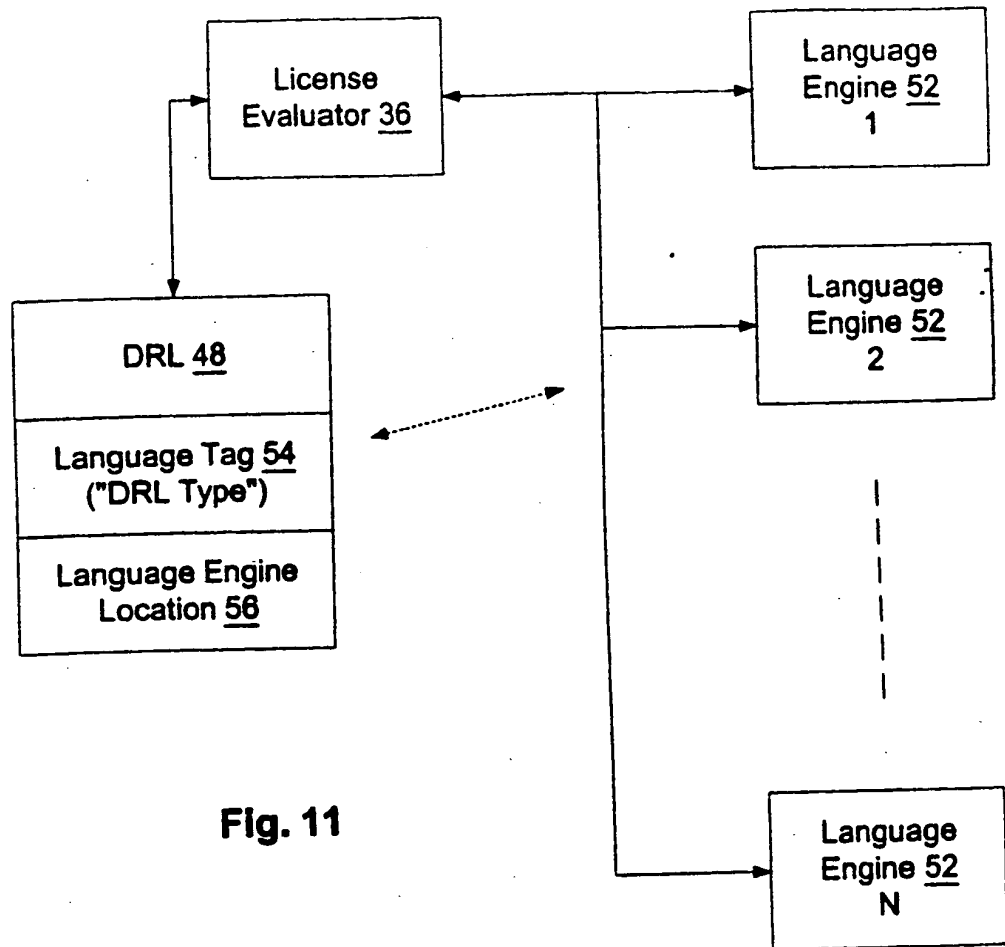 License
Evaluator 36
Language
Engine 52
1
Language
Engine 52
2
DRL 48
Language Tag 54
("DRL Type")
Language Engine
Location 56
Language
Engine 52
N
Fig. 11